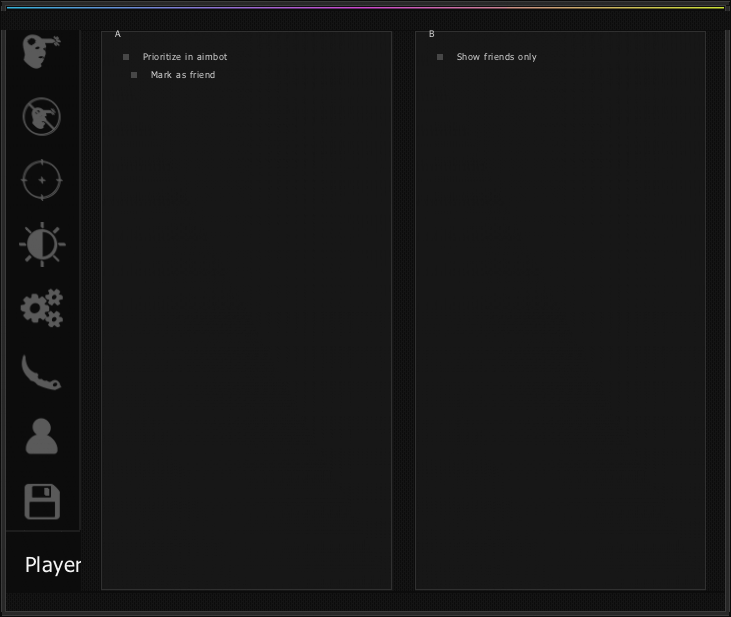 A
Prioritize in aimbot
Mark as friend
B
Show friends only
Player